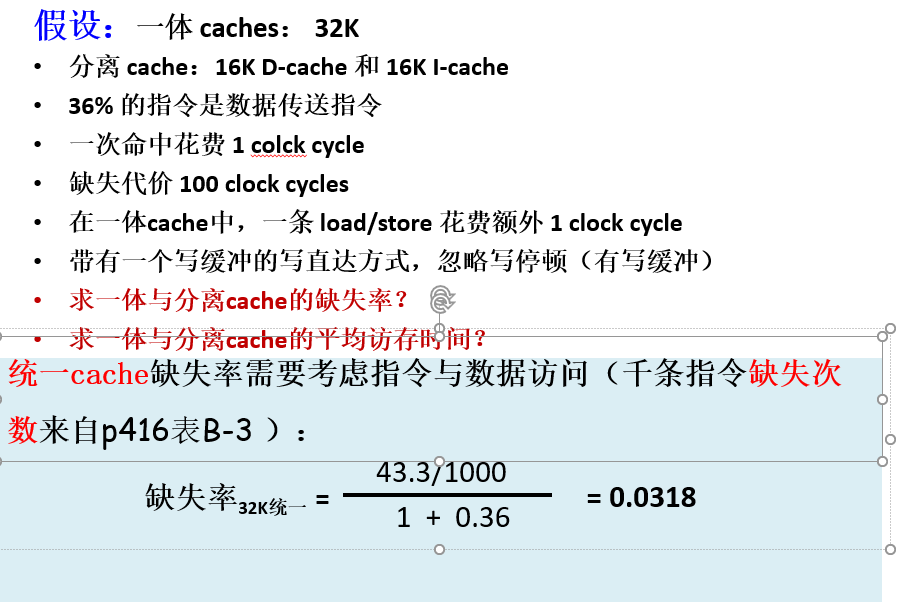 假设：一体 caches： 32K
• 分离 cache：16K D-cache 和 16K I-cache
• 36% 的指令是数据传送指令
• 一次命中花费 1 colck cycle
• 缺失代价 100 clock cycles
• 在一体cache中，一条 load/store 花费额外 1 clock cycle
• 带有一个写缓冲的写直达方式，忽略写停顿（有写缓冲）
• 求一体与分离cache的缺失率？
• 求一体与分离cache的平均访存时间？
统一cache缺失率需要考虑指令与数据访问（千条指令缺失次
数来自p416表B-3 ）：
43.3/1000
缺失率32K统一 = = 0.0318
1 + 0.36